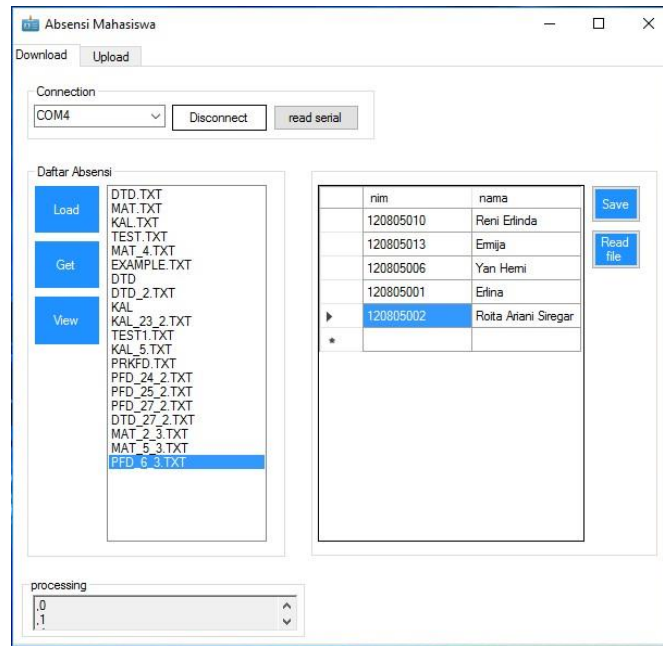 Absensi Mahasiswa
Download Upload
Connection
COM4 Disconnect read serial
Daftar Absensi
Load
Get
View
DTD.TXT
MAT.TXT
KAL.TXT
TEST.TXT
MAT_4.TXT
EXAMPLE.TXT
DTD
DTD_2.TXT
KAL
KAL_23_2.TXT
TEST1.TXT
KAL_5.TXT
PRKFD.TXT
PFD_24_2.TXT
PFD_25_2.TXT
PFD_27_2.TXT
DTD_27_2.TXT
MAT_2_3.TXT
MAT_5_3.TXT
PFD_6_3.TXT
nim nama
120805010 Reni Erlinda
120805013 Ermija
120805006 Yan Herni
120805001 Erlina
120805002 Roita Ariani Siregar
Save
Read
file
processing
,0
,1